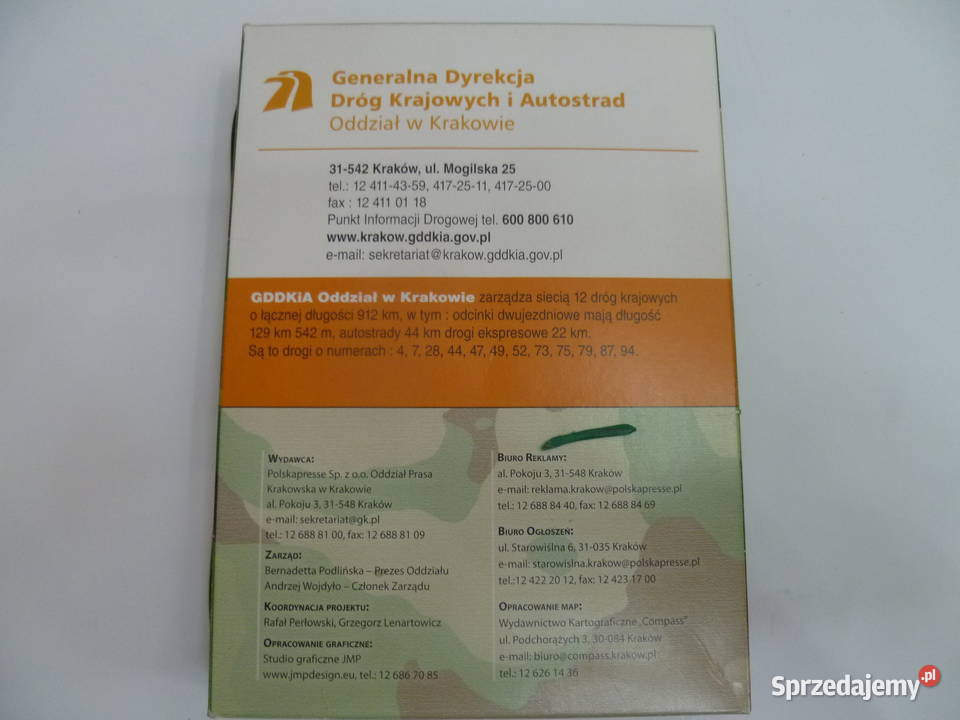 Generalna Dyrekcja
Dróg Krajowych i Autostrad
Oddział w Krakowie
31-542 Kraków, ul. Mogilska 25
tel.: 12 411-43-59, 417-25-11, 417-25-00
fax : 12 411 01 18
Punkt Informacji Drogowej tel. 600 800 610
www.krakow.gddkia.gov.pl
e-mail: sekretariat@krakow.gddkia.gov.pl
GDDKiA Oddział w Krakowie zarządza siecią 12 dróg krajowych
o łącznej długości 912 km, w tym : odcinki dwujezdniowe mają długość
129 km 542 m, autostrady 44 km drogi ekspresowe 22 km.
Są to drogi o numerach : 4, 7, 28, 44, 47, 49, 52, 73, 75, 79, 87, 94.
Wydawca:
Polskapresse Sp. z o.o. Oddział Prasa
Krakowska w Krakowie
al. Pokoju 3, 31-548 Kraków
e-mail: sekretariat@gk.pl
tel.: 12 688 81 00, fax: 12 688 81 09
Zarząd:
Bernadetta Podlińska – Prezes Oddziału
Andrzej Wojdyło – Członek Zarządu
Koordynacja projektu:
Rafał Perłowski, Grzegorz Lenartowicz
Opracowanie graficzne:
Studio graficzne JMP
www.jmpdesign.eu, tel.: 12 686 70 85
Biuro Reklamy:
al. Pokoju 3, 31-548 Kraków
e-mail: reklama.krakow@polskapresse.pl
tel.: 12 688 84 40, fax: 12 688 84 69
Biuro Ogłoszeń:
ul. Starowiślna 6, 31-035 Kraków
e-mail: starowislna.krakow@polskapresse.pl
tel.:12 422 20 12, fax: 12 423 17 00
Opracowanie map:
Wydawnictwo Kartograficzne „Compass"
ul. Podchorążych 3, 30-084 Kraków
e-mail: biuro@compass.krakow.pl
tel.: 12 626 14 36
Sprzedajemy.pl